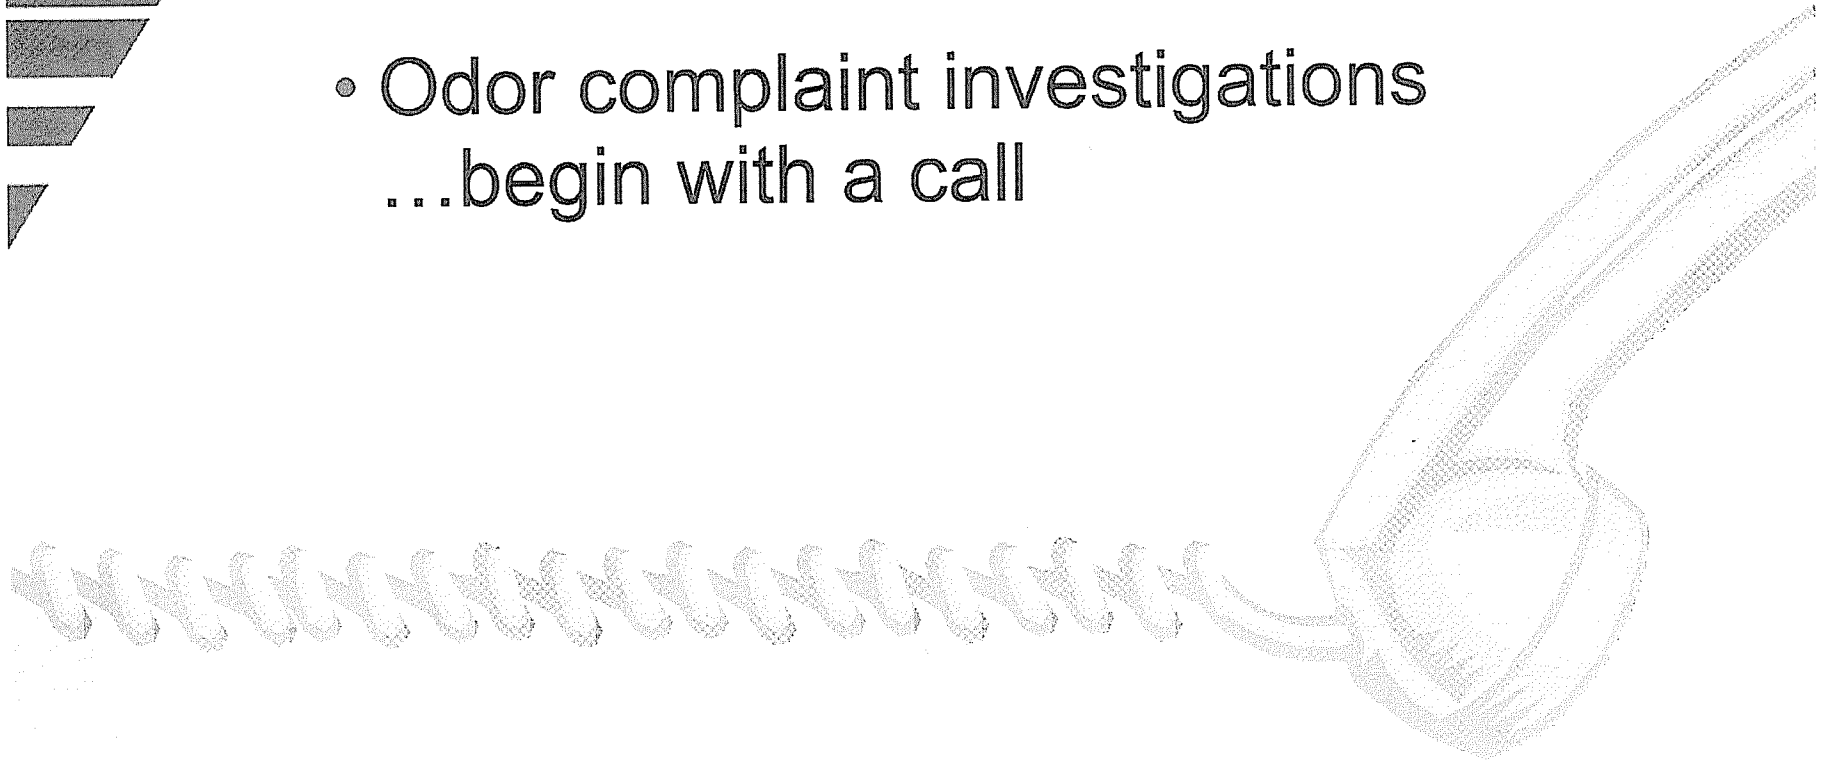 • Odor complaint investigations
...begin with a call